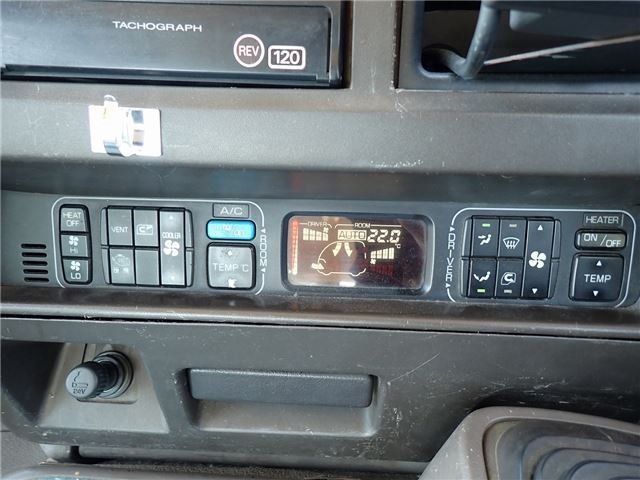 TACHOGRAPH
REV 120
HEAT OFF
HI
LO
VENT
COOLER
A/C
TEMP °C
ROOM
DRIVER ROOM
AUTO 22.0 °C
DRIVER
HEATER
ON/OFF
TEMP
24V